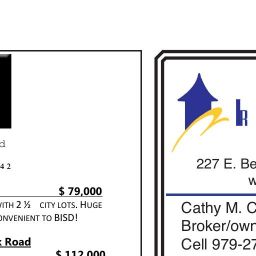 4 2
$ 79,000
WITH 2 ½ CITY LOTS. HUGE
ONVENIENT TO BISD!
Road
$ 112,000
227 E. Be
w
Cathy M. C
Broker/own
Cell 979-27